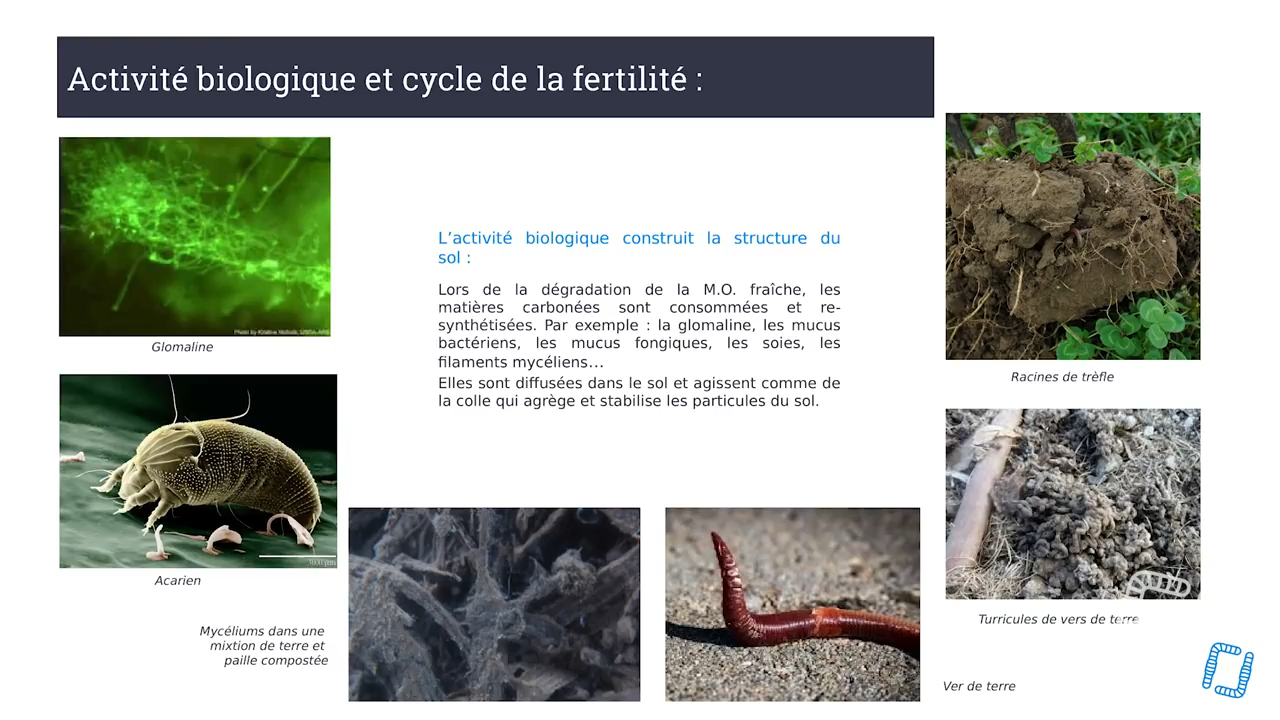 Activité biologique et cycle de la fertilité :
L'activité biologique construit la structure du
sol :
Lors de la dégradation de la M.O. fraîche, les
matières carbonées sont consommées et re-
synthétisées. Par exemple : la glomaline, les mucus
bactériens, les mucus fongiques, les soies, les
filaments mycéliens…
Elles sont diffusées dans le sol et agissent comme de
la colle qui agrège et stabilise les particules du sol.
Glomaline
Racines de trèfle
Acarien
Turricules de vers de terre
Mycéliums dans une
mixtion de terre et
paille compostée
Ver de terre